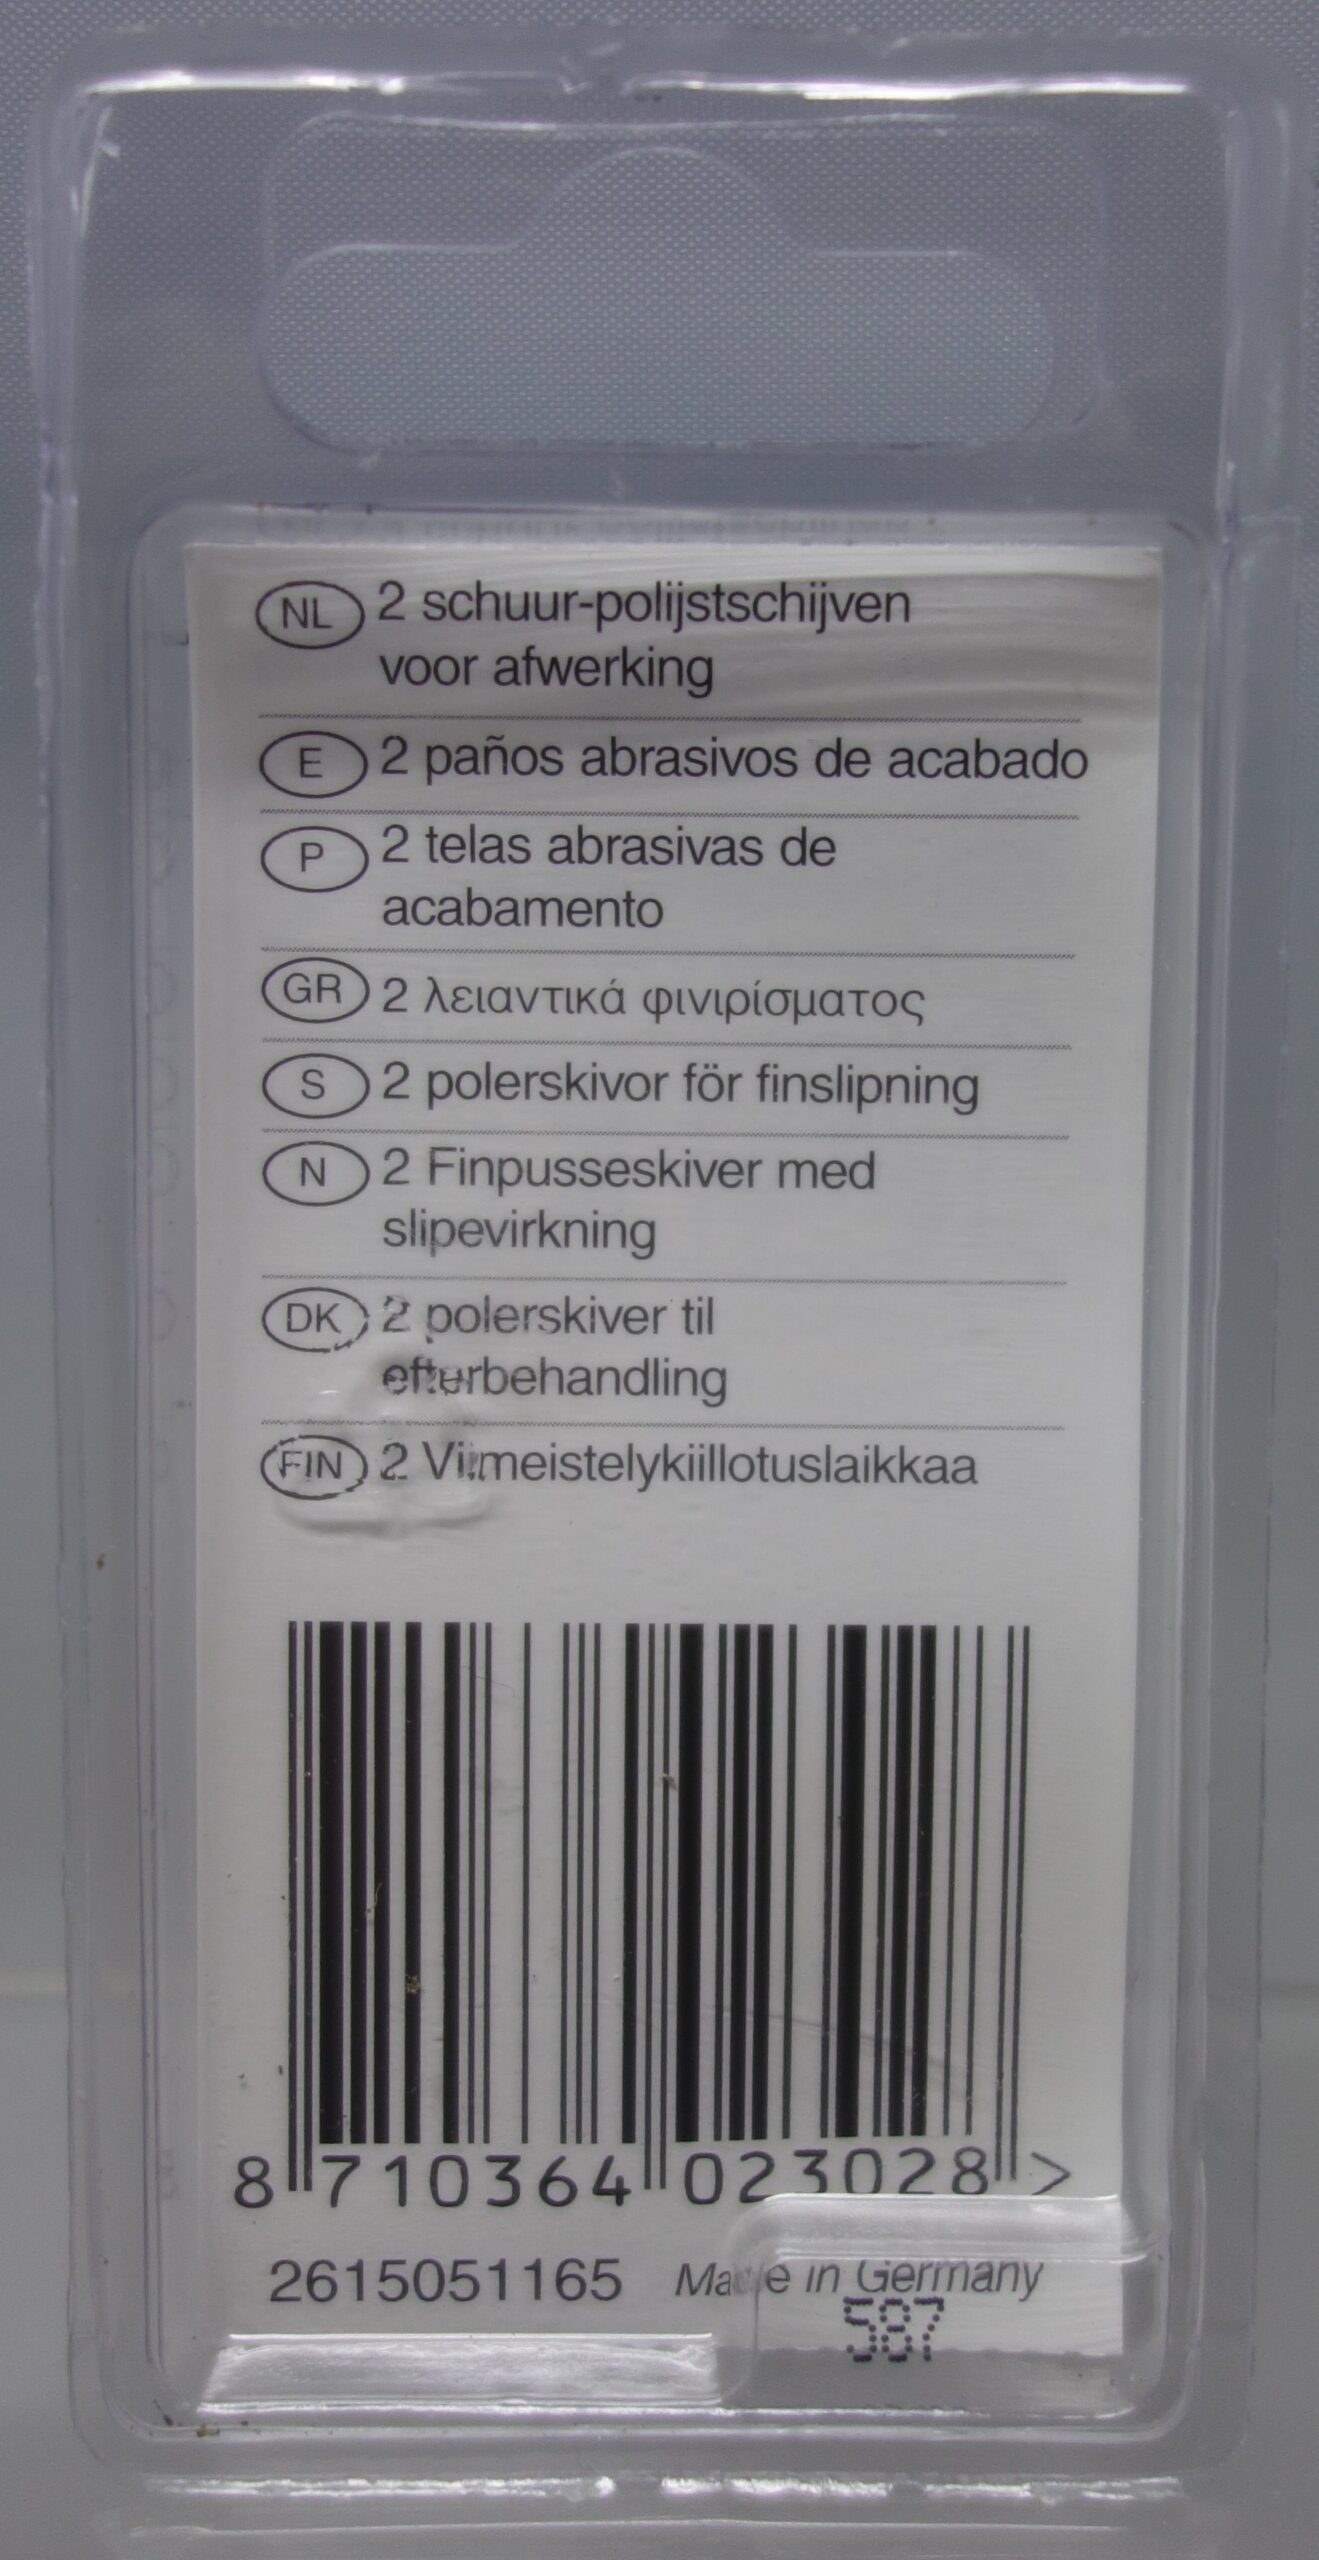 NL 2 schuur-polijstschijven
voor afwerking
E 2 paños abrasivos de acabado
P 2 telas abrasivas de
acabamento
GR 2 λειαντικά φινιρίσματος
S 2 polerskivor för finslipning
N 2 Finpusseskiver med
slipevirkning
DK 2 polerskiver til
efterbehandling
FIN 2 Viimeistelykiillotuslaikkaa
8 710364 023028 >
2615051165 Made in Germany
587